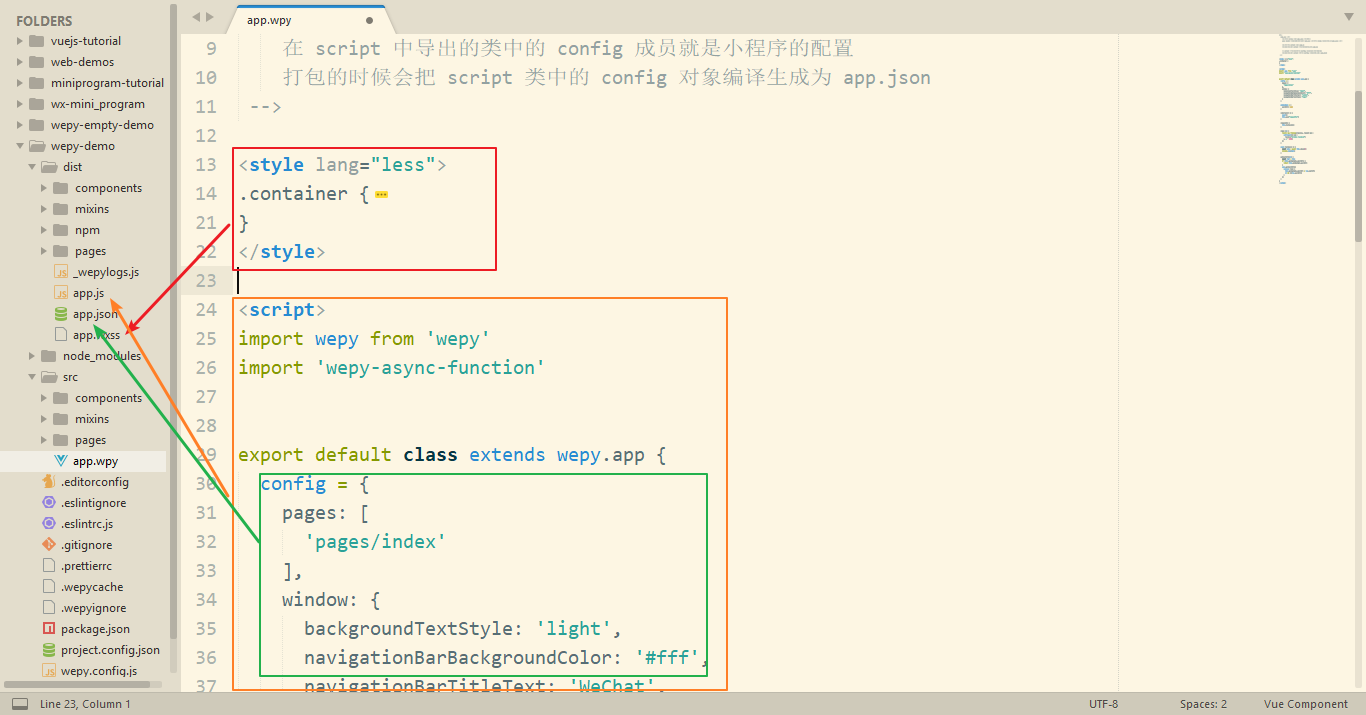 FOLDERS
vuejs-tutorial
web-demos
miniprogram-tutorial
wx-mini_program
wepy-empty-demo
wepy-demo
dist
components
mixins
npm
pages
_wepylogs.js
app.js
app.json
app.wxss
node_modules
src
components
mixins
pages
app.wpy
.editorconfig
.eslintignore
.eslintrc.js
.gitignore
.prettierrc
.wepycache
.wepyignore
package.json
project.config.json
wepy.config.js
app.wpy
9 在 script 中导出的类中的 config 成员就是小程序的配置
10 打包的时候会把 script 类中的 config 对象编译生成为 app.json
11 -->
12
13 <style lang="less">
14 .container {
21 }
22 </style>
23
24 <script>
25 import wepy from 'wepy'
26 import 'wepy-async-function'
27
28
29 export default class extends wepy.app {
30 config = {
31 pages: [
32 'pages/index'
33 ],
34 window: {
35 backgroundTextStyle: 'light',
36 navigationBarBackgroundColor: '#fff',
37 navigationBarTitleText: 'WeChat',
Line 23, Column 1
UTF-8
Spaces: 2
Vue Component